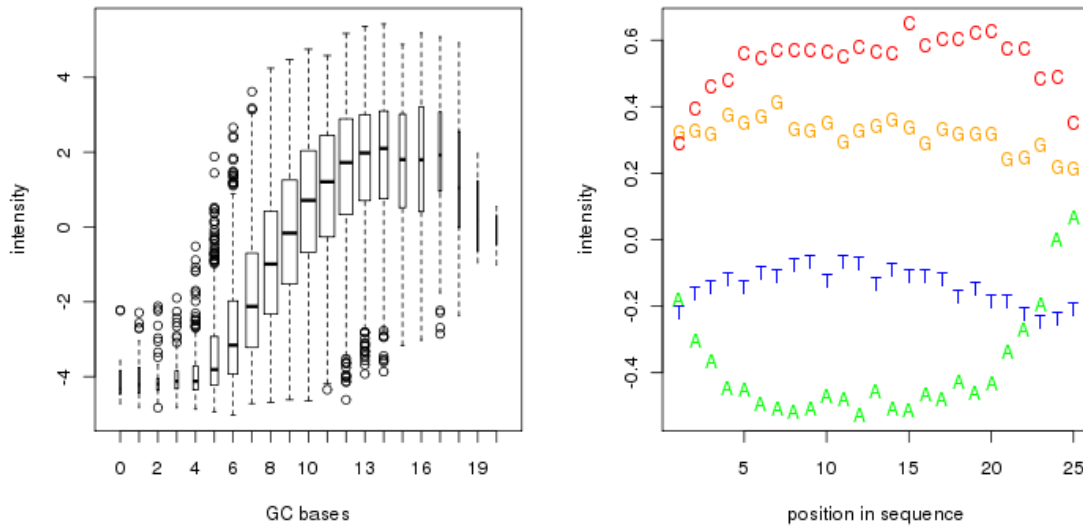 intensity
4
2
0
-2
-4
0 2 4 6 8 10 13 16 19
GC bases
intensity
0.6
0.4
0.2
0.0
-0.2
-0.4
C C C C C C C C C C C C C C C C C C C C C C C C C
G G G G G G G G G G G G G G G G G G G G G G G G G
T T T T T T T T T T T T T T T T T T T T T T T T T
A A A A A A A A A A A A A A A A A A A A A A A A A
5 10 15 20 25
position in sequence